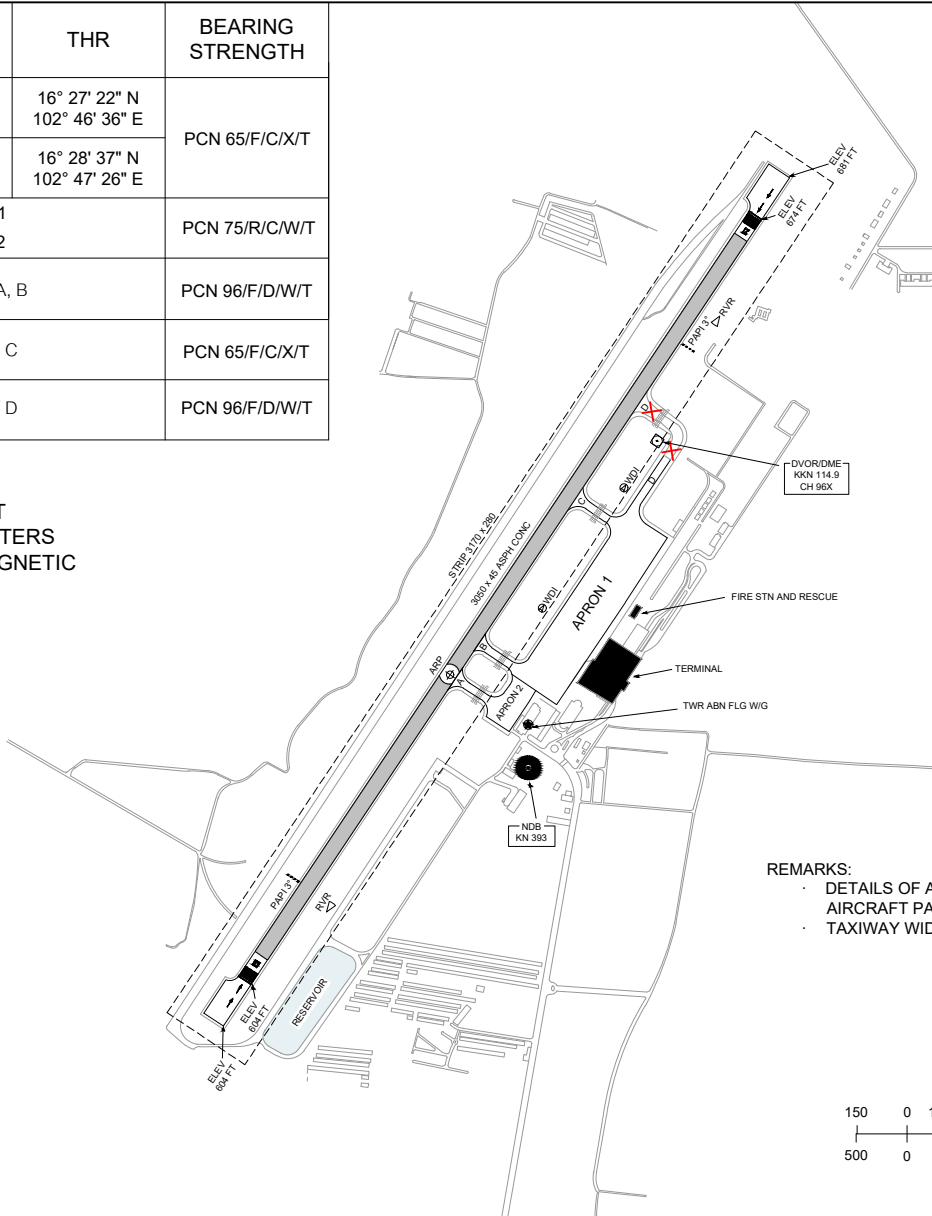 THR
BEARING
STRENGTH
16° 27' 22" N
102° 46' 36" E
PCN 65/F/C/X/T
16° 28' 37" N
102° 47' 26" E
1
2
PCN 75/R/C/W/T
A, B
PCN 96/F/D/W/T
C
PCN 65/F/C/X/T
D
PCN 96/F/D/W/T
T
TERS
GNETIC
ELEV
681 FT
ELEV
674 FT
PAPI 3°
RVR
D
DVOR/DME
KKN 114.9
CH 96X
WDI
D
C
STRIP 3170 x 280
3050 x 45 ASPH CONC
WDI
APRON 1
FIRE STN AND RESCUE
B
ARP
A
TERMINAL
APRON 2
TWR ABN FLG W/G
NDB
KN 393
PAPI 3°
RVR
RESERVOIR
ELEV
604 FT
ELEV
604 FT
REMARKS:
· DETAILS OF A
AIRCRAFT PA
· TAXIWAY WID
150 0 1
500 0